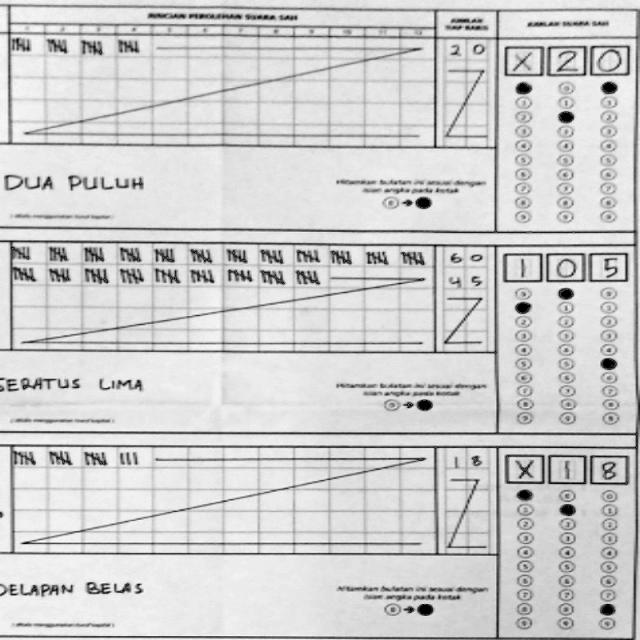 RINCIAN PEROLEHAN SUARA SAH
JUMLAH TIAP BARIS
JUMLAH SUARA SAH
1 2 3 4 5 6 7 8 9 10 11 12
20
X 2 0
DUA PULUH
Hitamkan bulatan ini sesuai dengan
isian angka pada kotak
(ditulis menggunakan huruf kapital)
60
45
1 0 5
SERATUS LIMA
Hitamkan bulatan ini sesuai dengan
isian angka pada kotak
(ditulis menggunakan huruf kapital)
18
X 1 8
DELAPAN BELAS
Hitamkan bulatan ini sesuai dengan
isian angka pada kotak
(ditulis menggunakan huruf kapital)